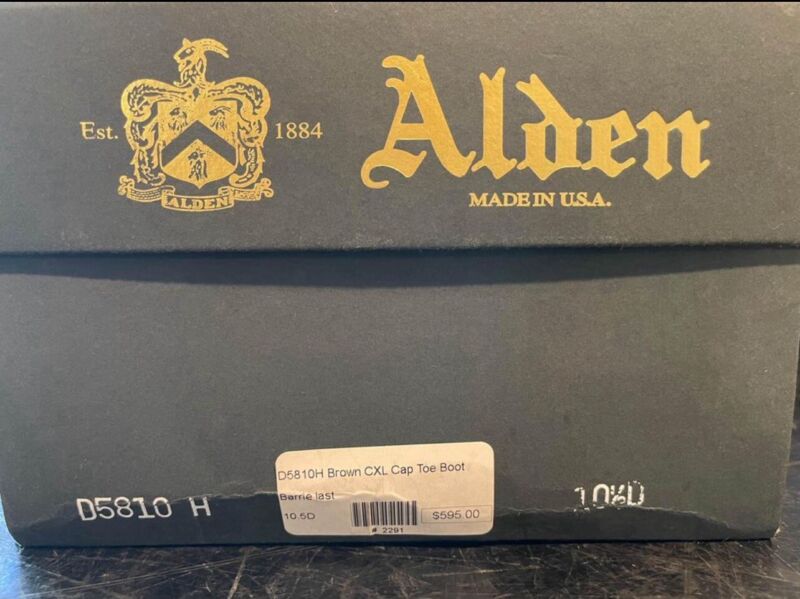 Est.
1884
ALDEN
Alden
MADE IN U.S.A.
D5810H Brown CXL Cap Toe Boot
Barrie last
10.5D
$595.00
# 2291
D5810 H
10½D